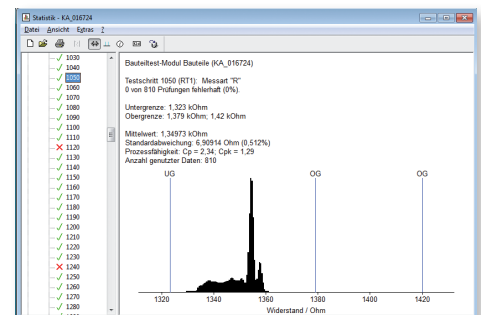 Statistik - KA_016724
Datei Ansicht Extras ?
1030
1040
1050
1060
1070
1080
1090
1100
1110
1120
1130
1140
1150
1160
1170
1180
1190
1200
1210
1220
1230
1240
1250
1260
1270
1280
Bauteiltest-Modul Bauteile (KA_016724)
Testschritt 1050 (RT1): Messart "R"
0 von 810 Prüfungen fehlerhaft (0%).
Untergrenze: 1,323 kOhm
Obergrenze: 1,379 kOhm; 1,42 kOhm
Mittelwert: 1,34973 kOhm
Standardabweichung: 6,90914 Ohm (0,512%)
Prozessfähigkeit: Cp = 2,34; Cpk = 1,29
Anzahl genutzter Daten: 810
UG OG OG
1320 1340 1360 1380 1400 1420
Widerstand / Ohm